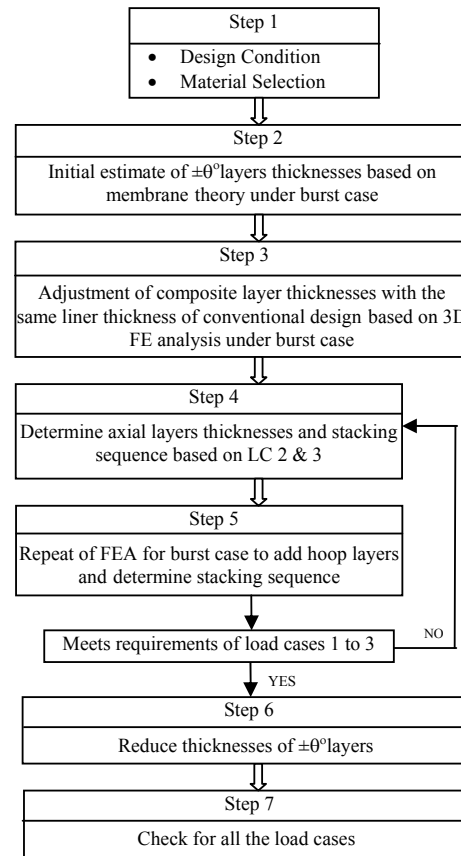 Step 1
• Design Condition
• Material Selection
Step 2
Initial estimate of ±θ° layers thicknesses based on
membrane theory under burst case
Step 3
Adjustment of composite layer thicknesses with the
same liner thickness of conventional design based on 3D
FE analysis under burst case
Step 4
Determine axial layers thicknesses and stacking
sequence based on LC 2 & 3
Step 5
Repeat of FEA for burst case to add hoop layers
and determine stacking sequence
Meets requirements of load cases 1 to 3
NO
YES
Step 6
Reduce thicknesses of ±θ° layers
Step 7
Check for all the load cases